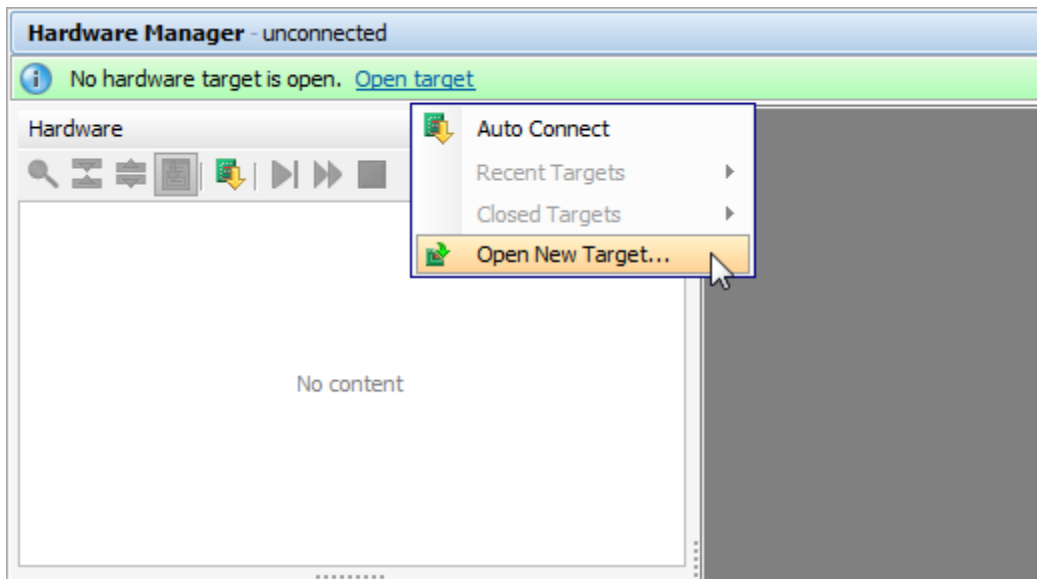 Hardware Manager - unconnected
No hardware target is open. Open target
Hardware
Auto Connect
Recent Targets
Closed Targets
Open New Target...
No content